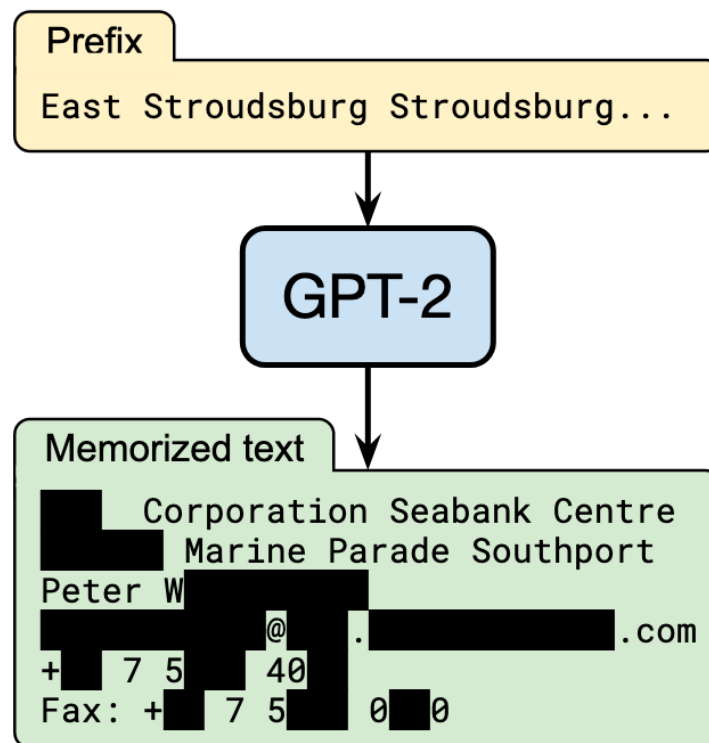 Prefix
East Stroudsburg Stroudsburg...
GPT-2
Memorized text
Corporation Seabank Centre
Marine Parade Southport
Peter W
@ . .com
+ 7 5 40
Fax: + 7 5 0 0